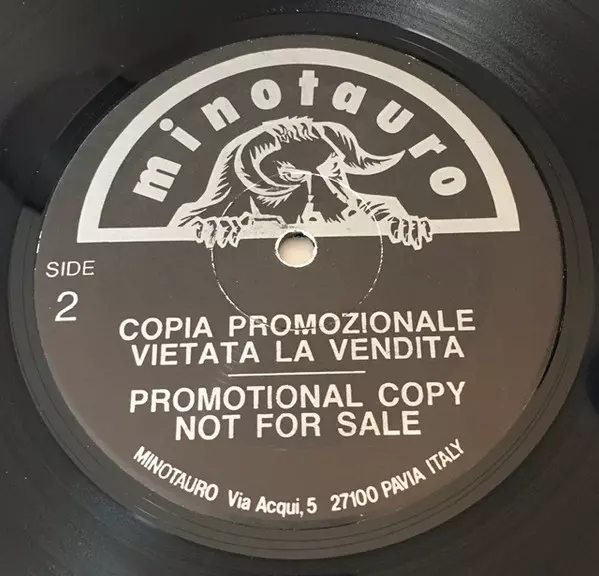 minotauro
SIDE
2
COPIA PROMOZIONALE
VIETATA LA VENDITA
PROMOTIONAL COPY
NOT FOR SALE
MINOTAURO Via Acqui, 5 27100 PAVIA ITALY